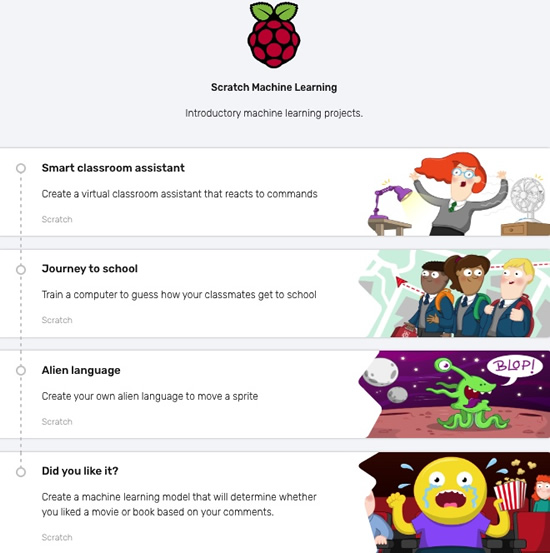 Scratch Machine Learning
Introductory machine learning projects.
Smart classroom assistant
Create a virtual classroom assistant that reacts to commands
Scratch
Journey to school
Train a computer to guess how your classmates get to school
Scratch
Alien language
Create your own alien language to move a sprite
Scratch
BLOP!
Did you like it?
Create a machine learning model that will determine whether
you liked a movie or book based on your comments.
Scratch